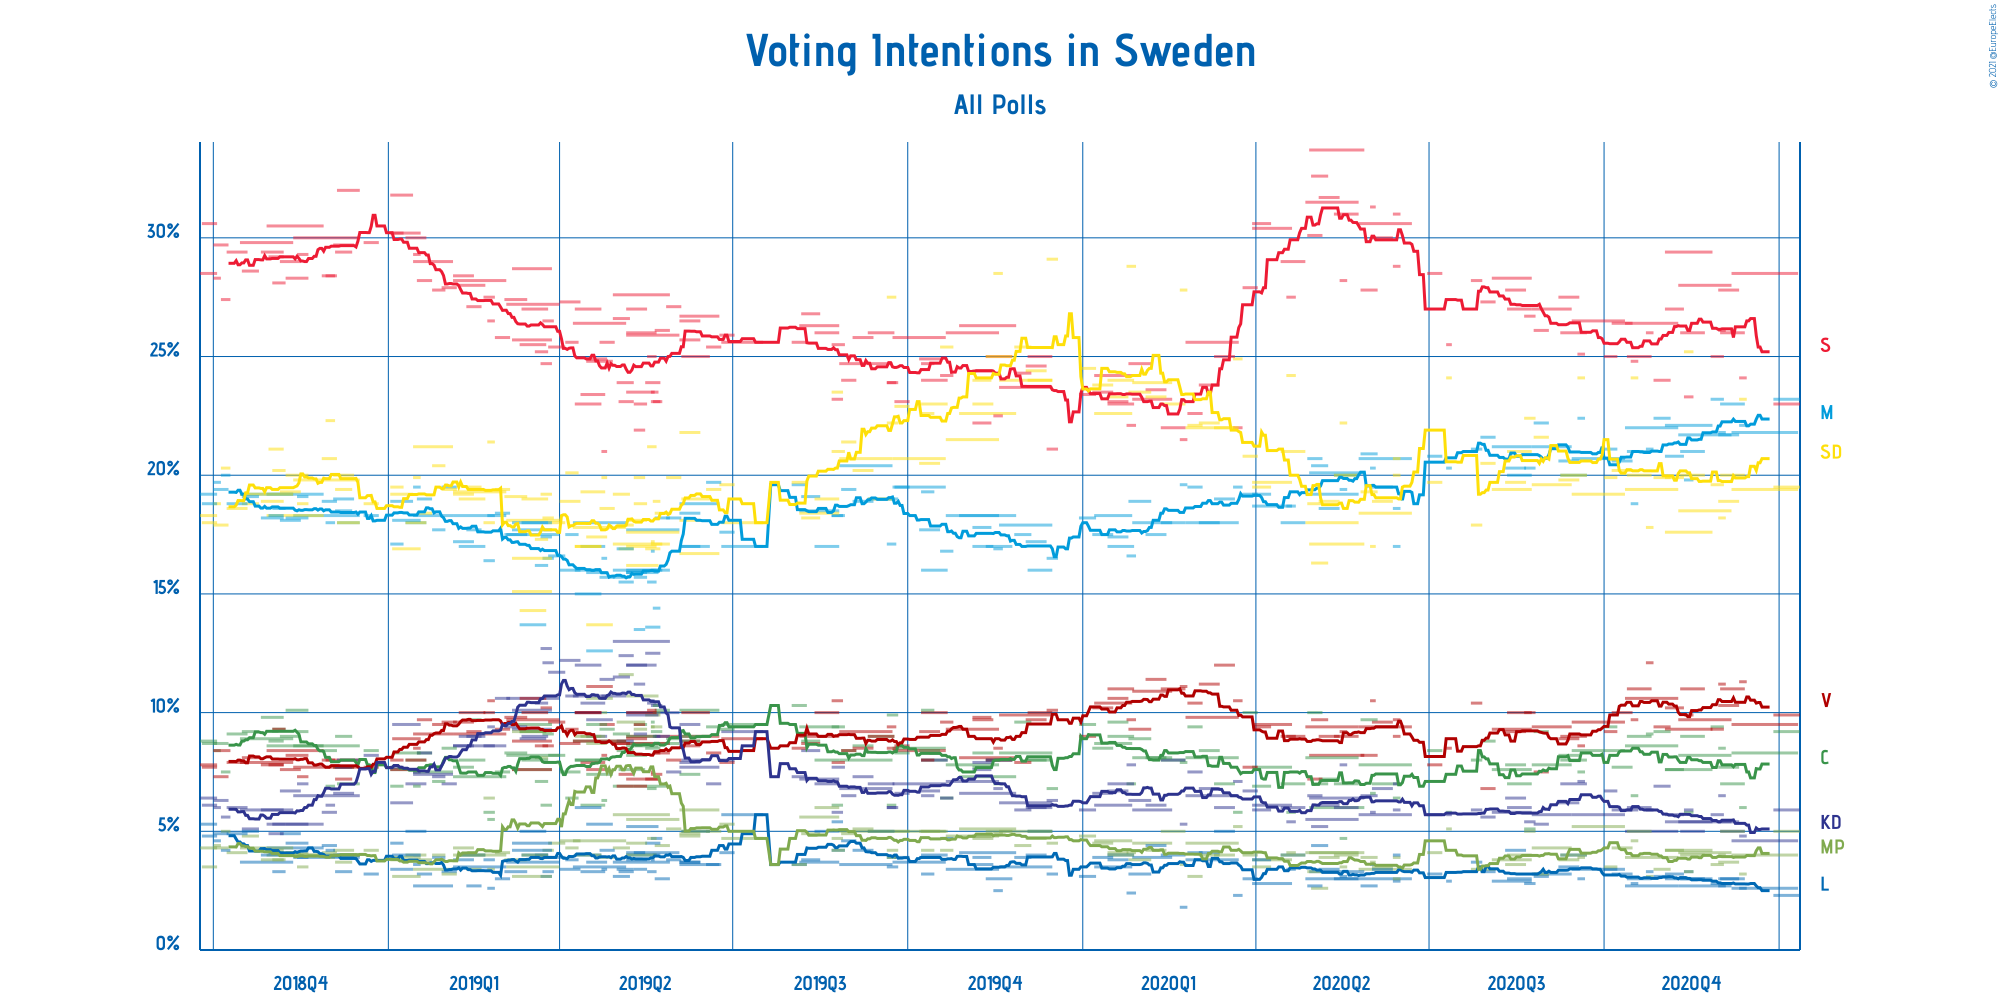 Voting Intentions in Sweden
All Polls
© 2021 @EuropeElects
30%
25%
20%
15%
10%
5%
0%
S
M
SD
V
C
KD
MP
L
2018Q4 2019Q1 2019Q2 2019Q3 2019Q4 2020Q1 2020Q2 2020Q3 2020Q4